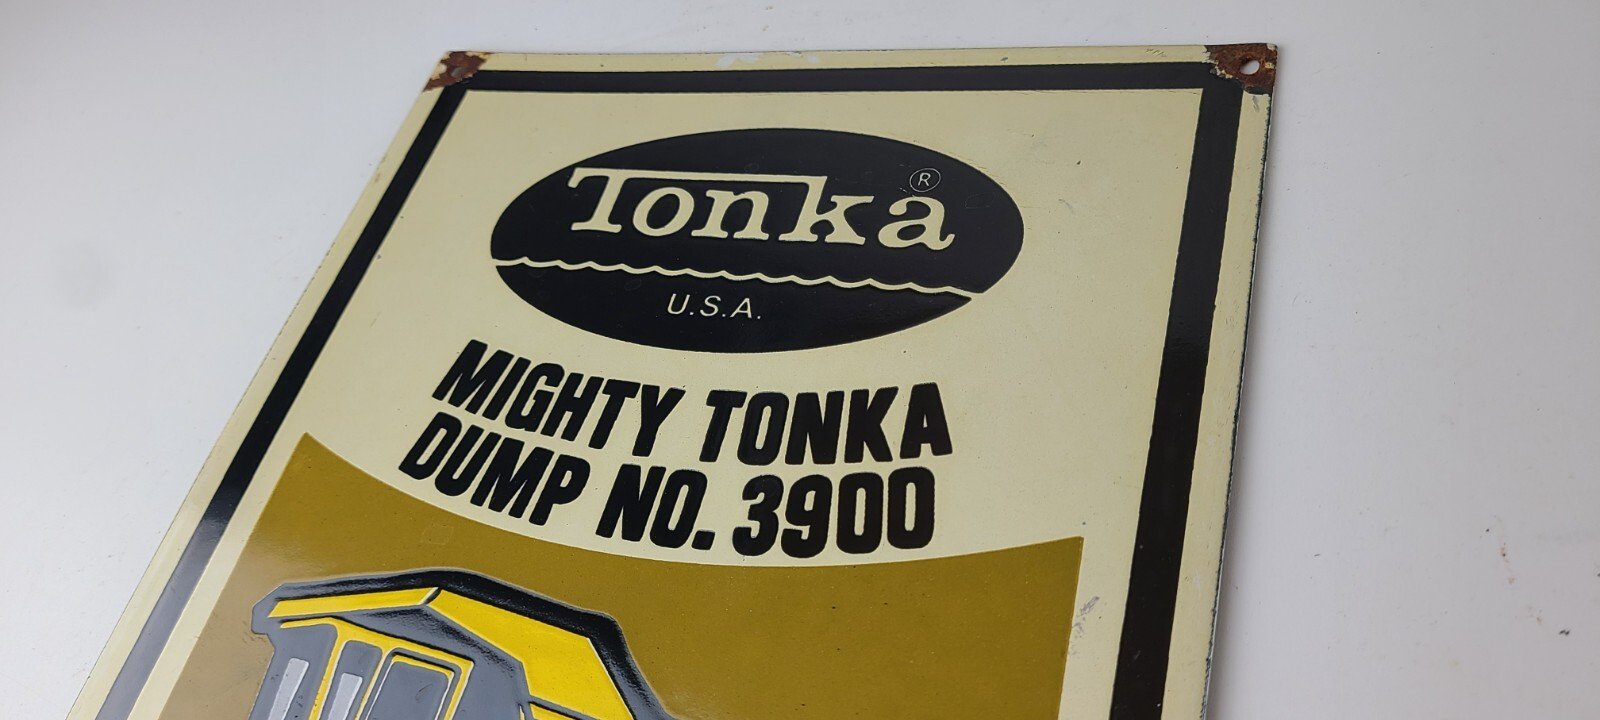 Tonka®
U.S.A.
MIGHTY TONKA
DUMP NO. 3900